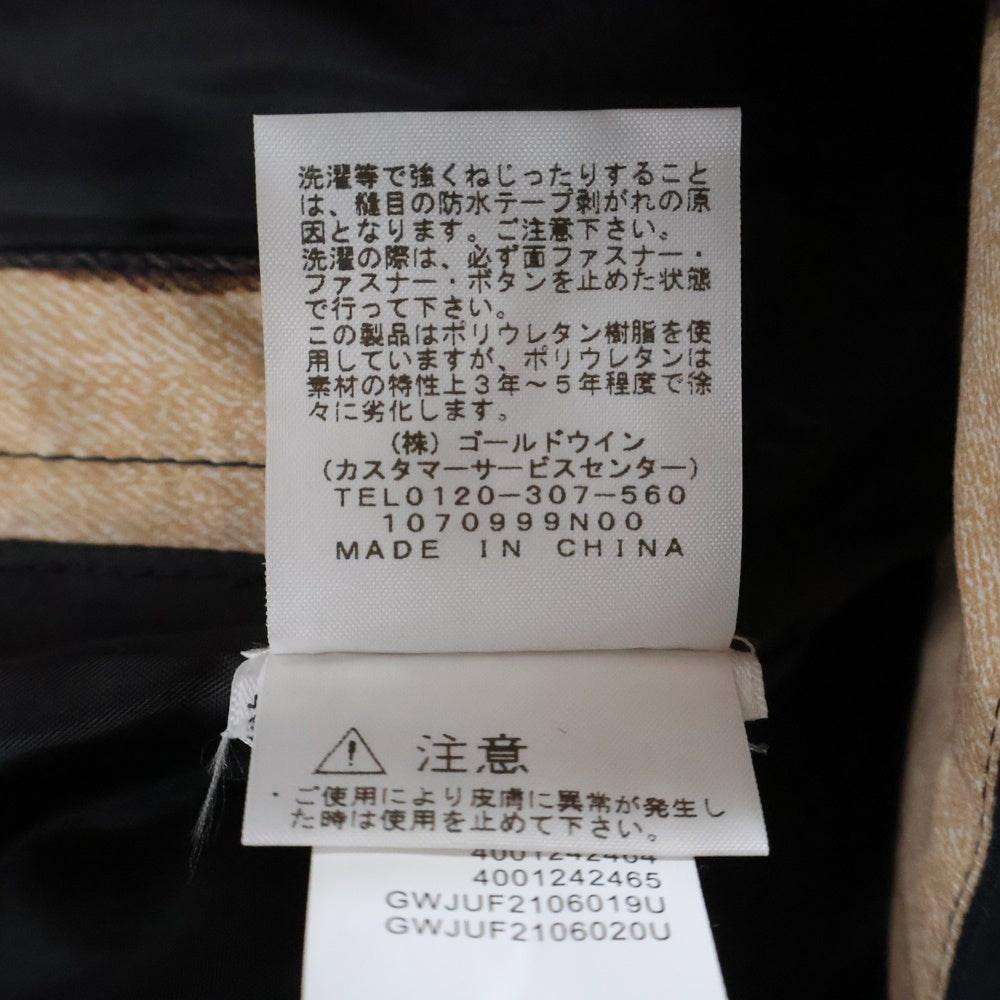 洗濯等で強くねじったりすること
は、縫目の防水テープ剥がれの原
因となります。ご注意下さい。
洗濯の際は、必ず面ファスナー・
ファスナー・ボタンを止めた状態
で行って下さい。
この製品はポリウレタン樹脂を使
用していますが、ポリウレタンは
素材の特性上3年〜5年程度で徐
々に劣化します。
(株)ゴールドウイン
(カスタマーサービスセンター)
TEL0120-307-560
1070999N00
MADE IN CHINA
注意
・ご使用により皮膚に異常が発生し
た時は使用を止めて下さい。
4001242464
4001242465
GWJUF2106019U
GWJUF2106020U